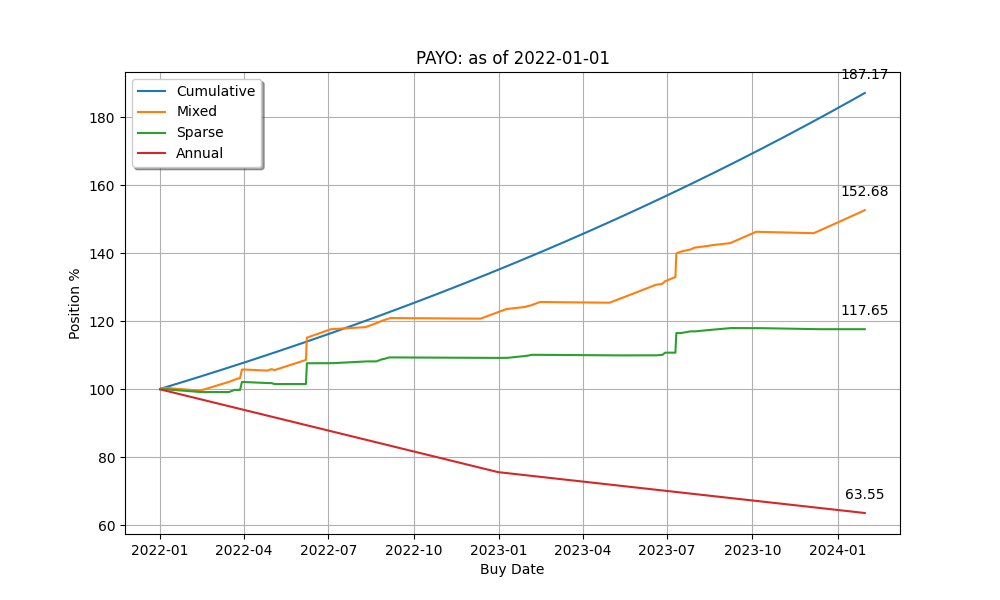 PAYO: as of 2022-01-01
Cumulative
Mixed
Sparse
Annual
187.17
152.68
117.65
63.55
Position %
180
160
140
120
100
80
60
2022-01 2022-04 2022-07 2022-10 2023-01 2023-04 2023-07 2023-10 2024-01
Buy Date